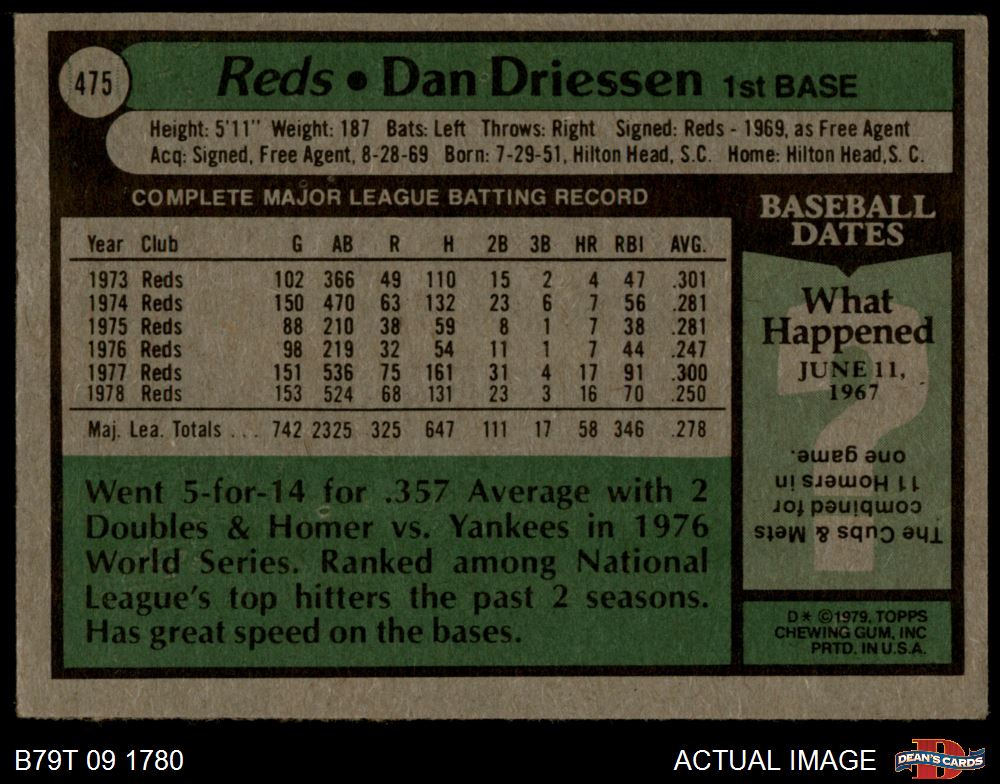 475
Reds • Dan Driessen 1st BASE
Height: 5'11" Weight: 187 Bats: Left Throws: Right Signed: Reds - 1969, as Free Agent
Acq: Signed, Free Agent, 8-28-69 Born: 7-29-51, Hilton Head, S.C. Home: Hilton Head, S. C.
COMPLETE MAJOR LEAGUE BATTING RECORD
Year Club G AB R H 2B 3B HR RBI AVG.
1973 Reds 102 366 49 110 15 2 4 47 .301
1974 Reds 150 470 63 132 23 6 7 56 .281
1975 Reds 88 210 38 59 8 1 7 38 .281
1976 Reds 98 219 32 54 11 1 7 44 .247
1977 Reds 151 536 75 161 31 4 17 91 .300
1978 Reds 153 524 68 131 23 3 16 70 .250
Maj. Lea. Totals ... 742 2325 325 647 111 17 58 346 .278
Went 5-for-14 for .357 Average with 2
Doubles & Homer vs. Yankees in 1976
World Series. Ranked among National
League's top hitters the past 2 seasons.
Has great speed on the bases.
BASEBALL
DATES
What
Happened
JUNE 11,
1967
?
The Cubs & Mets
combined for
11 Homers in
one game.
D* ©1979, TOPPS
CHEWING GUM, INC
PRTD. IN U.S.A.
B79T 09 1780
ACTUAL IMAGE
D
DEAN'S CARDS